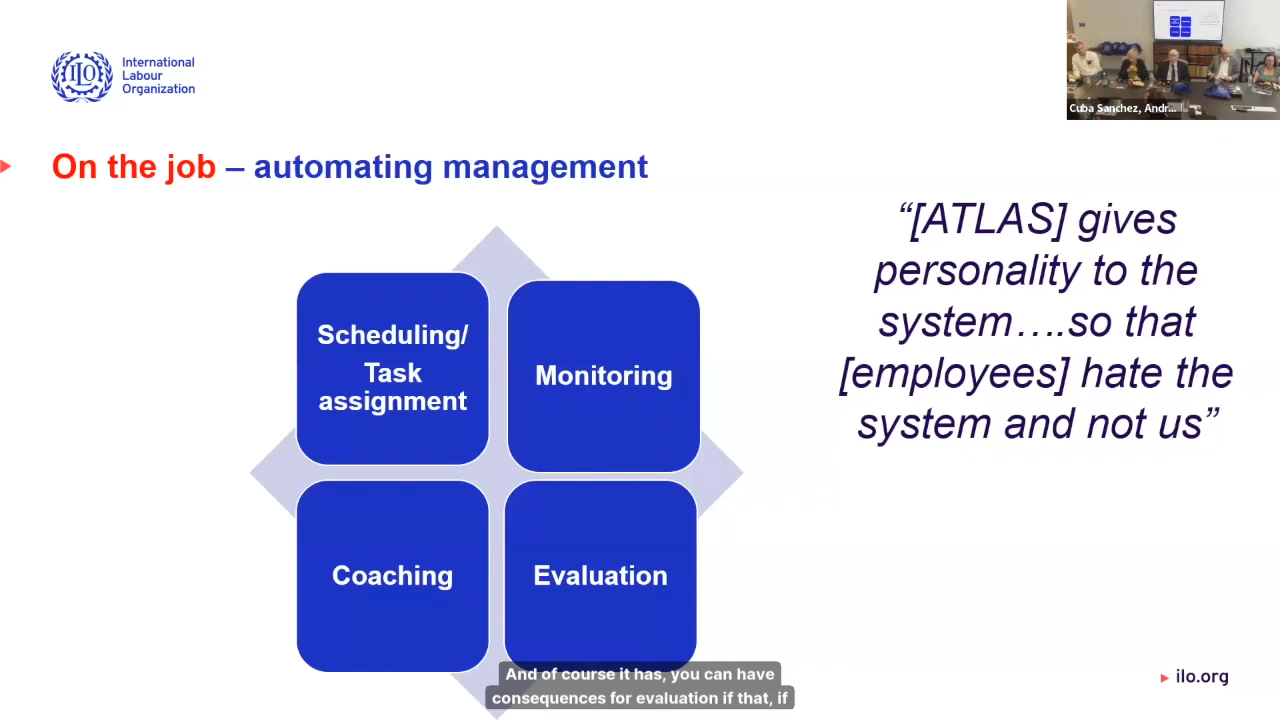 International
Labour
Organization
Cuba Sanchez, Andr...
On the job – automating management
"[ATLAS] gives
personality to the
system….so that
[employees] hate the
system and not us"
Scheduling/
Task
assignment
Monitoring
Coaching
Evaluation
And of course it has, you can have
consequences for evaluation if that, if
ilo.org